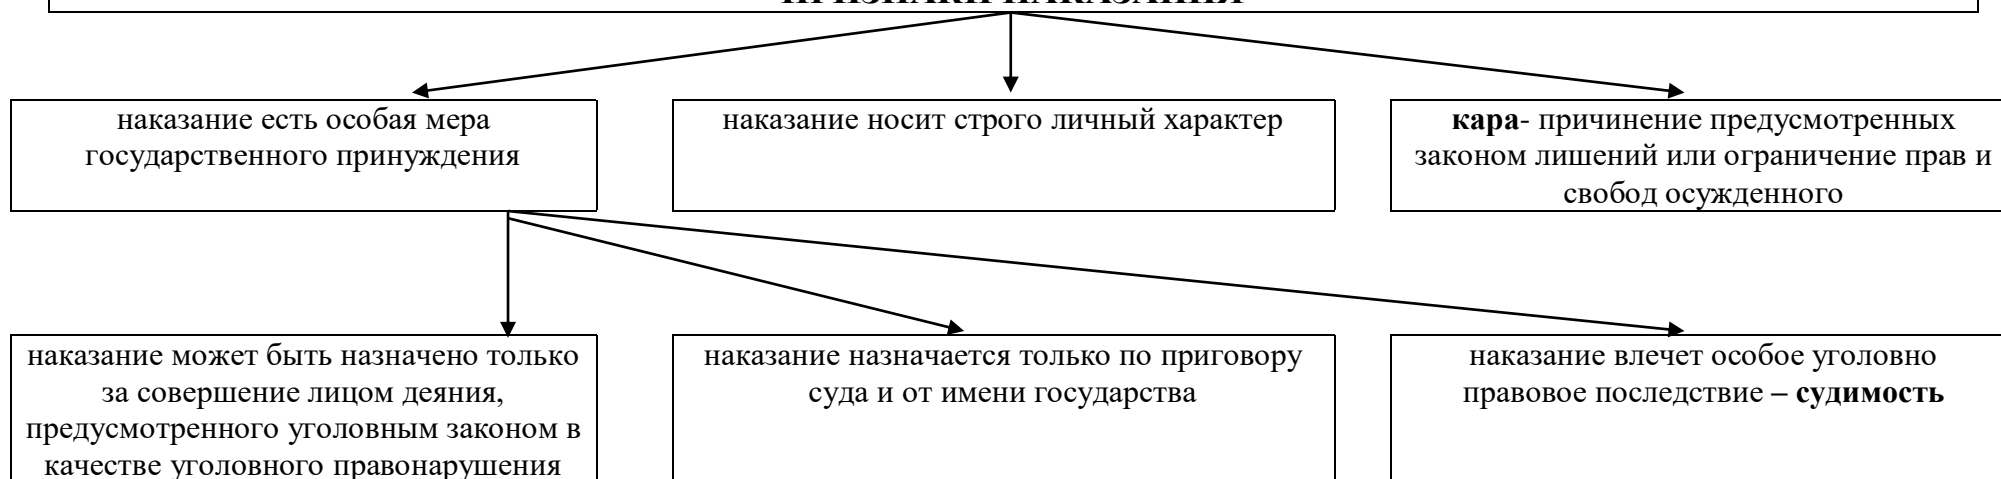 ПРИЗНАКИ НАКАЗАНИЯ
наказание есть особая мера
государственного принуждения
наказание носит строго личный характер
кара- причинение предусмотренных
законом лишений или ограничение прав и
свобод осужденного
наказание может быть назначено только
за совершение лицом деяния,
предусмотренного уголовным законом в
качестве уголовного правонарушения
наказание назначается только по приговору
суда и от имени государства
наказание влечет особое уголовно
правовое последствие – судимость